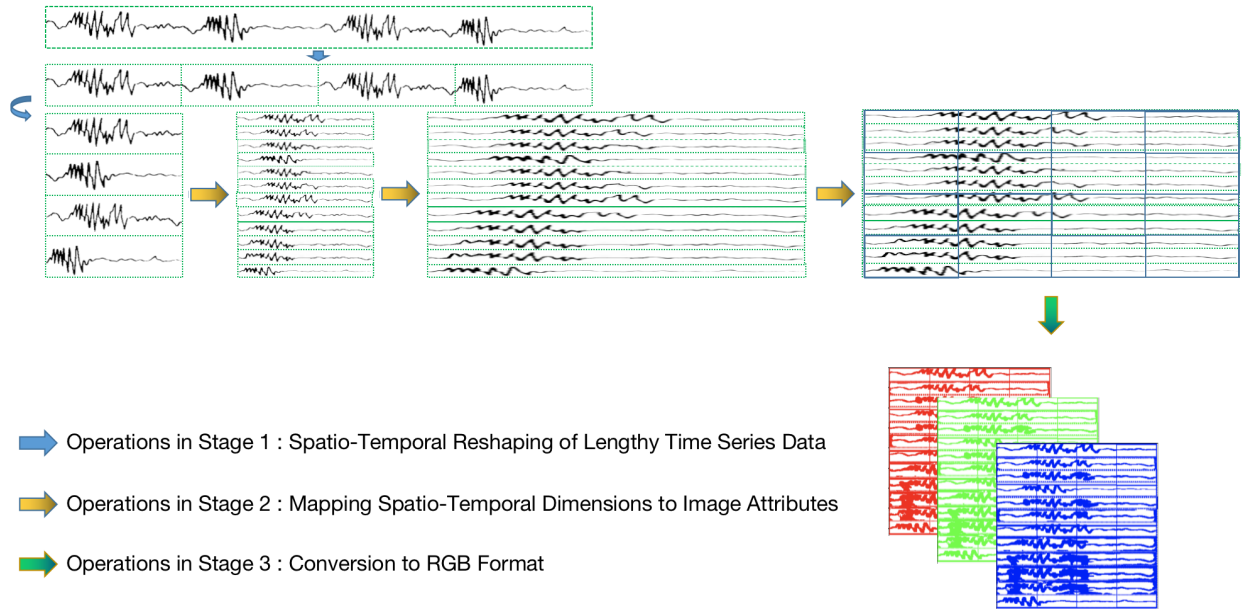 Operations in Stage 1 : Spatio-Temporal Reshaping of Lengthy Time Series Data
Operations in Stage 2 : Mapping Spatio-Temporal Dimensions to Image Attributes
Operations in Stage 3 : Conversion to RGB Format